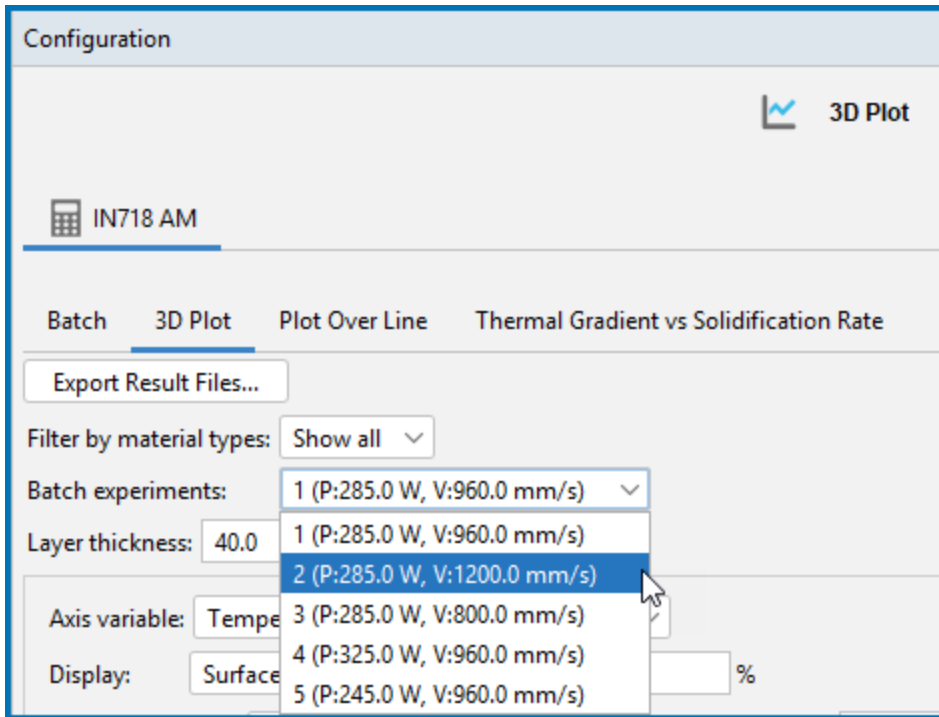 Configuration
3D Plot
IN718 AM
Batch 3D Plot Plot Over Line Thermal Gradient vs Solidification Rate
Export Result Files...
Filter by material types: Show all
Batch experiments: 1 (P:285.0 W, V:960.0 mm/s)
Layer thickness: 40.0
1 (P:285.0 W, V:960.0 mm/s)
2 (P:285.0 W, V:1200.0 mm/s)
3 (P:285.0 W, V:800.0 mm/s)
4 (P:325.0 W, V:960.0 mm/s)
5 (P:245.0 W, V:960.0 mm/s)
Axis variable: Tempe
Display: Surface %